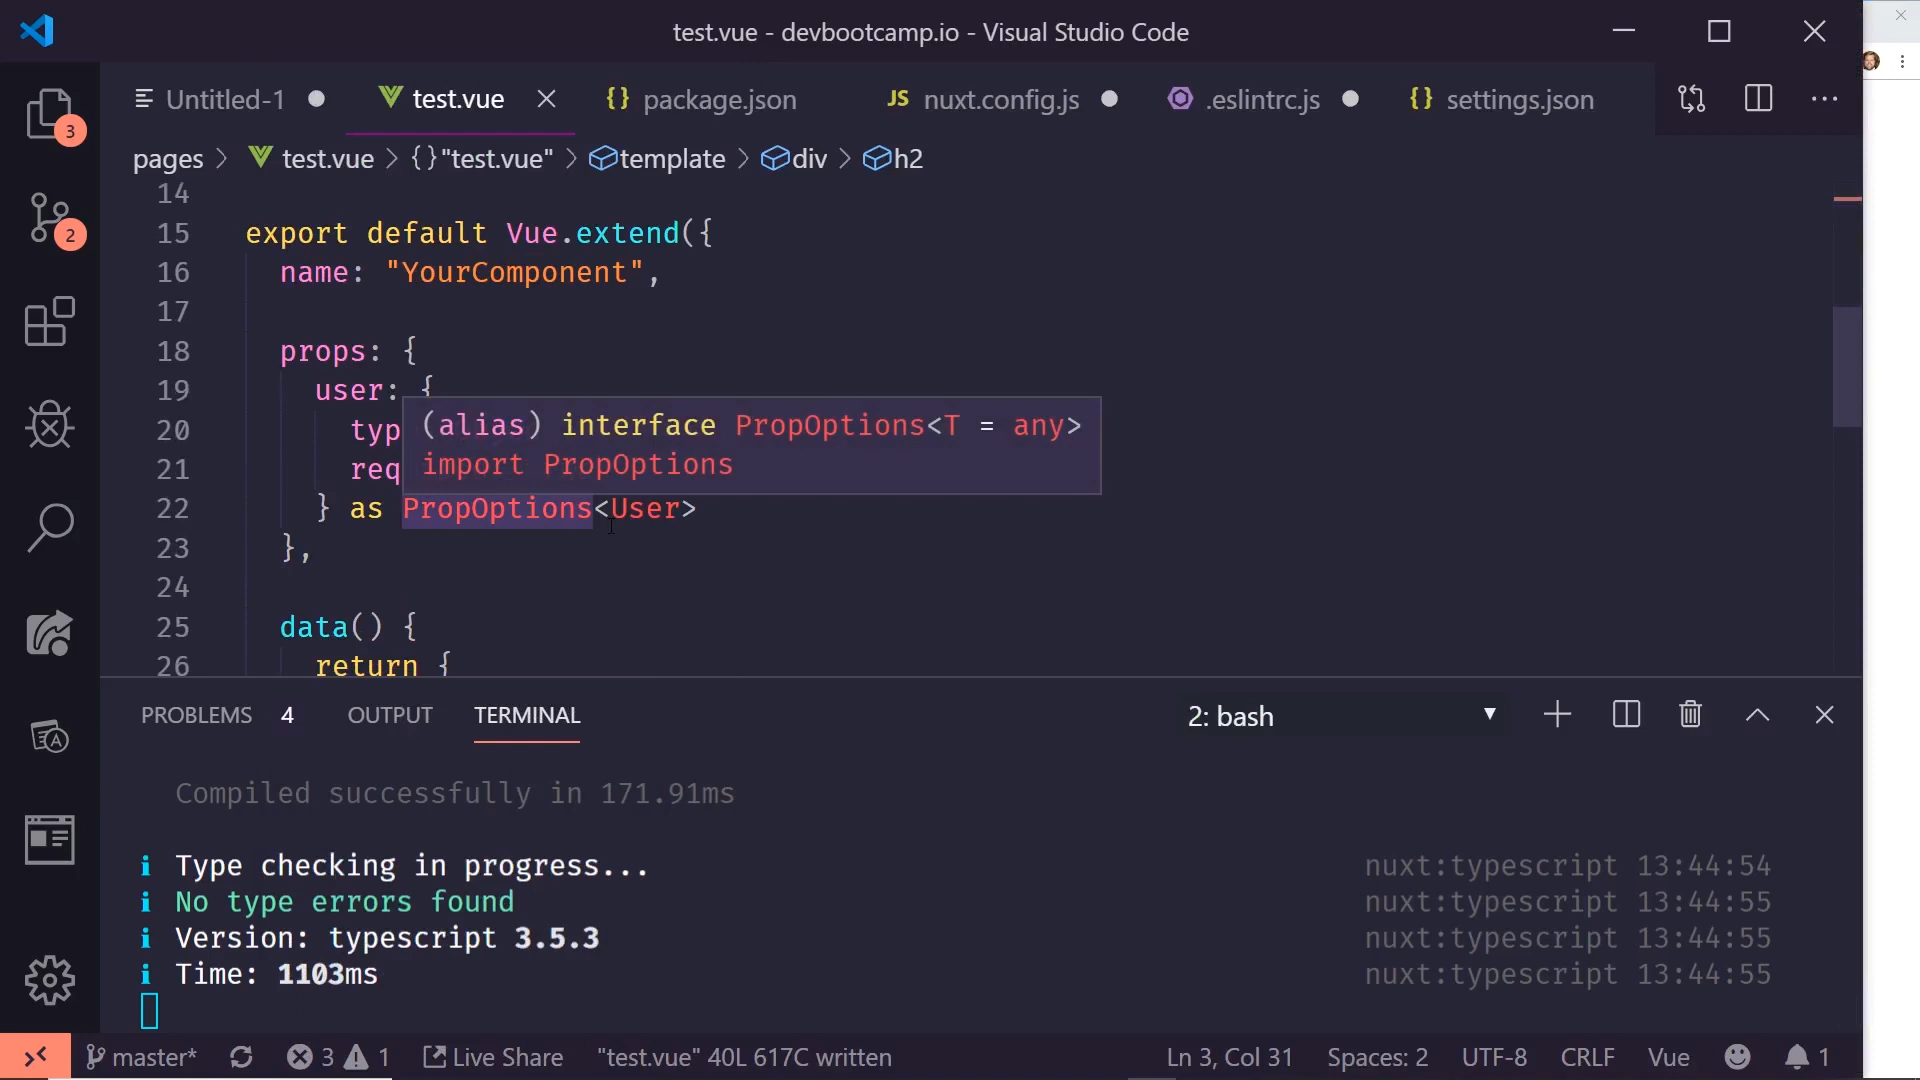 test.vue - devbootcamp.io - Visual Studio Code
Untitled-1
test.vue
{} package.json
JS nuxt.config.js
.eslintrc.js
{} settings.json
pages > test.vue > {}"test.vue" > template > div > h2
3
2
14
15 export default Vue.extend({
16 name: "YourComponent",
17
18 props: {
19 user: {
20 typ
21 req
(alias) interface PropOptions<T = any>
import PropOptions
22 } as PropOptions<User>
23 },
24
25 data() {
26 return {
PROBLEMS 4 OUTPUT TERMINAL 2: bash
Compiled successfully in 171.91ms
i Type checking in progress... nuxt:typescript 13:44:54
i No type errors found nuxt:typescript 13:44:55
i Version: typescript 3.5.3 nuxt:typescript 13:44:55
i Time: 1103ms nuxt:typescript 13:44:55
master* 3 1 Live Share "test.vue" 40L 617C written Ln 3, Col 31 Spaces: 2 UTF-8 CRLF Vue 1